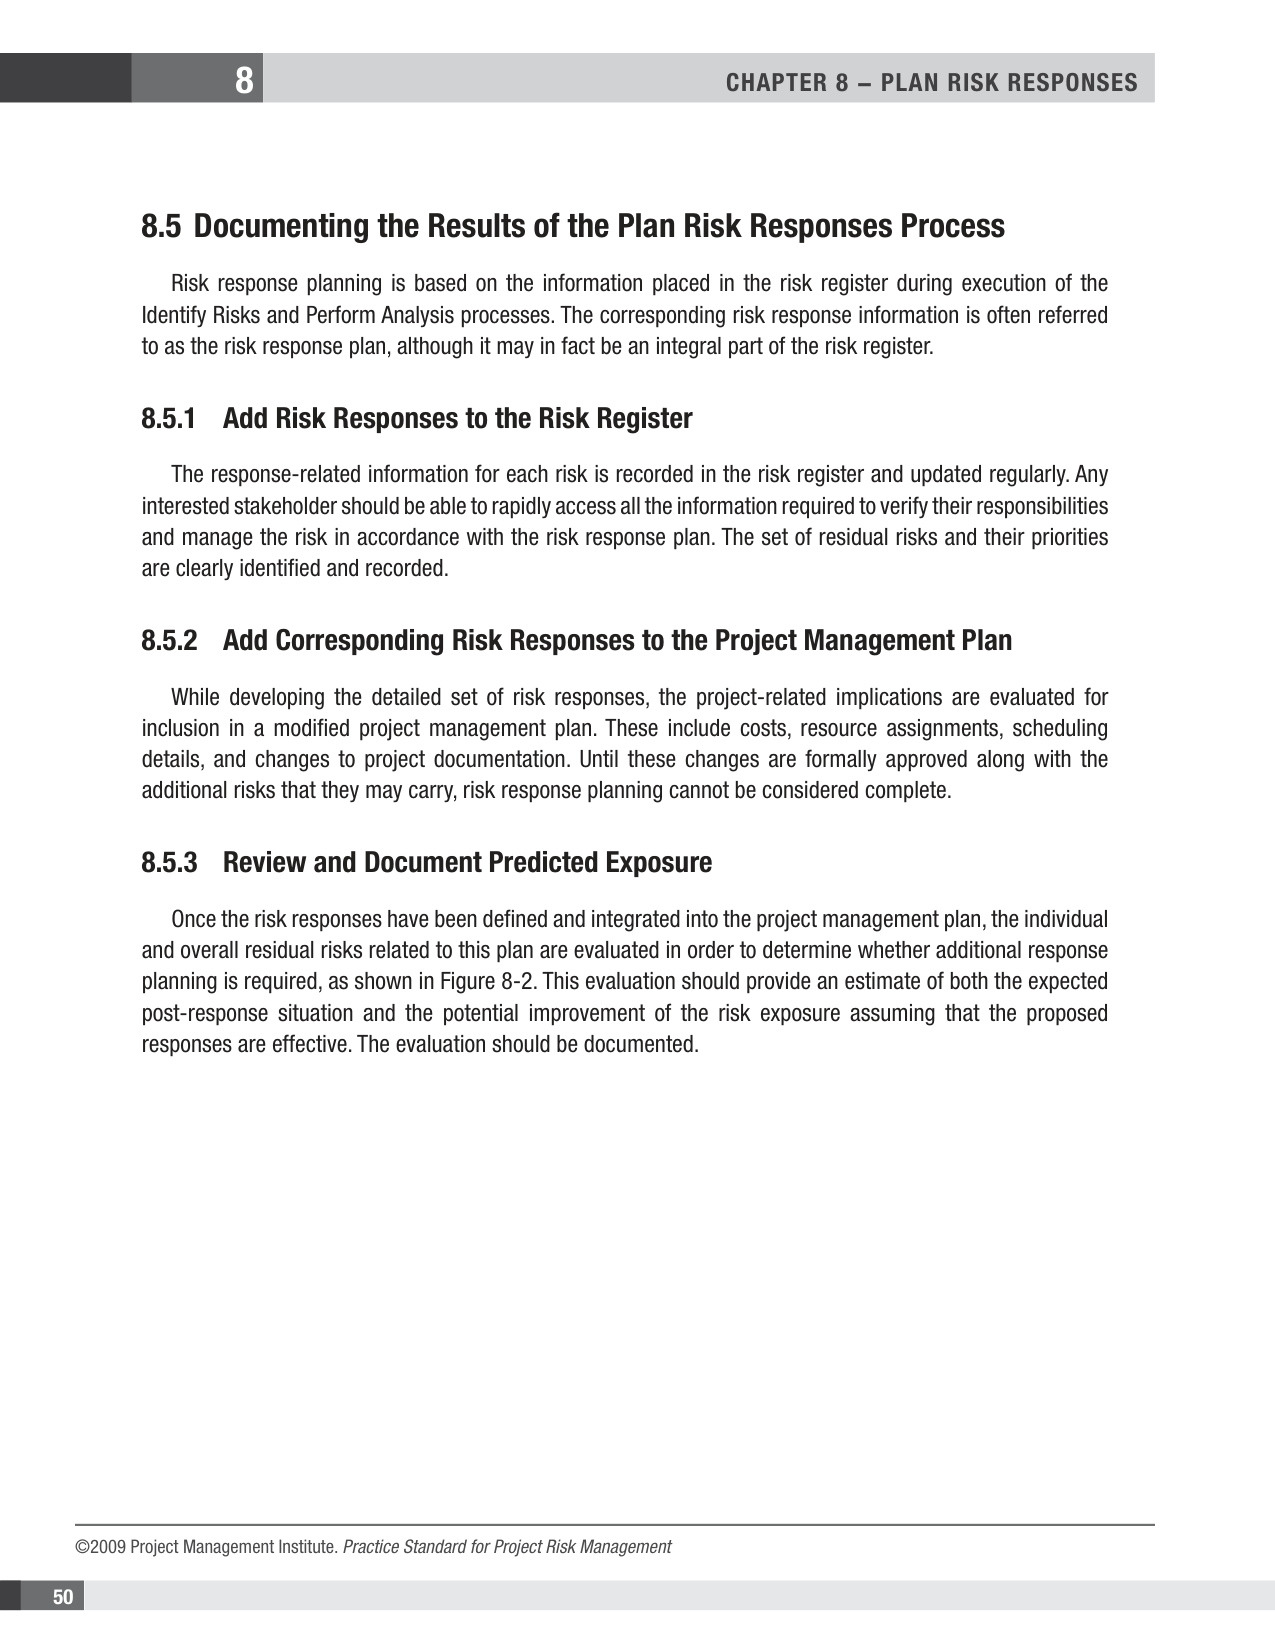 8
CHAPTER 8 – PLAN RISK RESPONSES
8.5 Documenting the Results of the Plan Risk Responses Process
Risk response planning is based on the information placed in the risk register during execution of the
Identify Risks and Perform Analysis processes. The corresponding risk response information is often referred
to as the risk response plan, although it may in fact be an integral part of the risk register.
8.5.1 Add Risk Responses to the Risk Register
The response-related information for each risk is recorded in the risk register and updated regularly. Any
interested stakeholder should be able to rapidly access all the information required to verify their responsibilities
and manage the risk in accordance with the risk response plan. The set of residual risks and their priorities
are clearly identified and recorded.
8.5.2 Add Corresponding Risk Responses to the Project Management Plan
While developing the detailed set of risk responses, the project-related implications are evaluated for
inclusion in a modified project management plan. These include costs, resource assignments, scheduling
details, and changes to project documentation. Until these changes are formally approved along with the
additional risks that they may carry, risk response planning cannot be considered complete.
8.5.3 Review and Document Predicted Exposure
Once the risk responses have been defined and integrated into the project management plan, the individual
and overall residual risks related to this plan are evaluated in order to determine whether additional response
planning is required, as shown in Figure 8-2. This evaluation should provide an estimate of both the expected
post-response situation and the potential improvement of the risk exposure assuming that the proposed
responses are effective. The evaluation should be documented.
©2009 Project Management Institute. Practice Standard for Project Risk Management
50